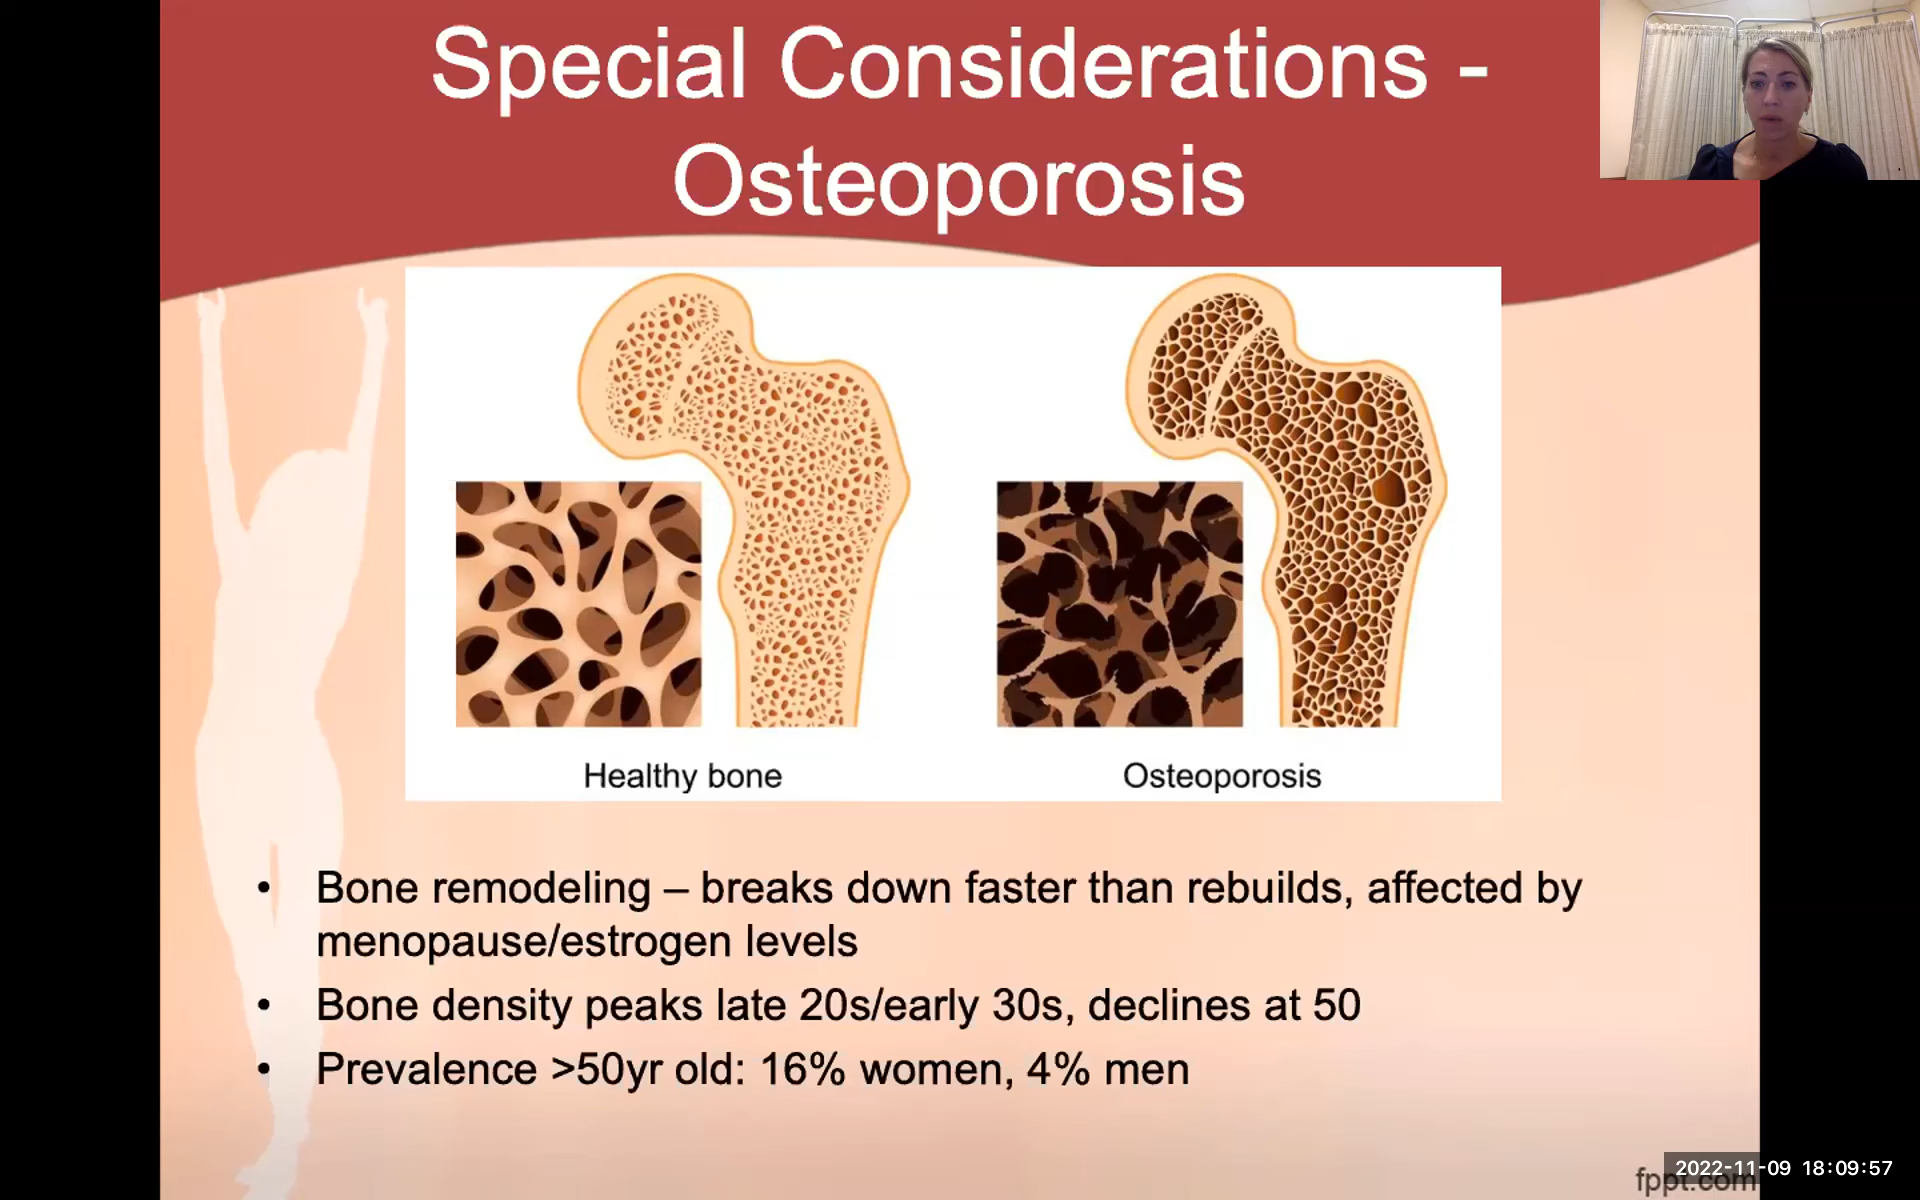 Special Considerations -
Osteoporosis
Healthy bone
Osteoporosis
• Bone remodeling – breaks down faster than rebuilds, affected by
menopause/estrogen levels
• Bone density peaks late 20s/early 30s, declines at 50
• Prevalence >50yr old: 16% women, 4% men
2022-11-09 18:09:57
fppt.com